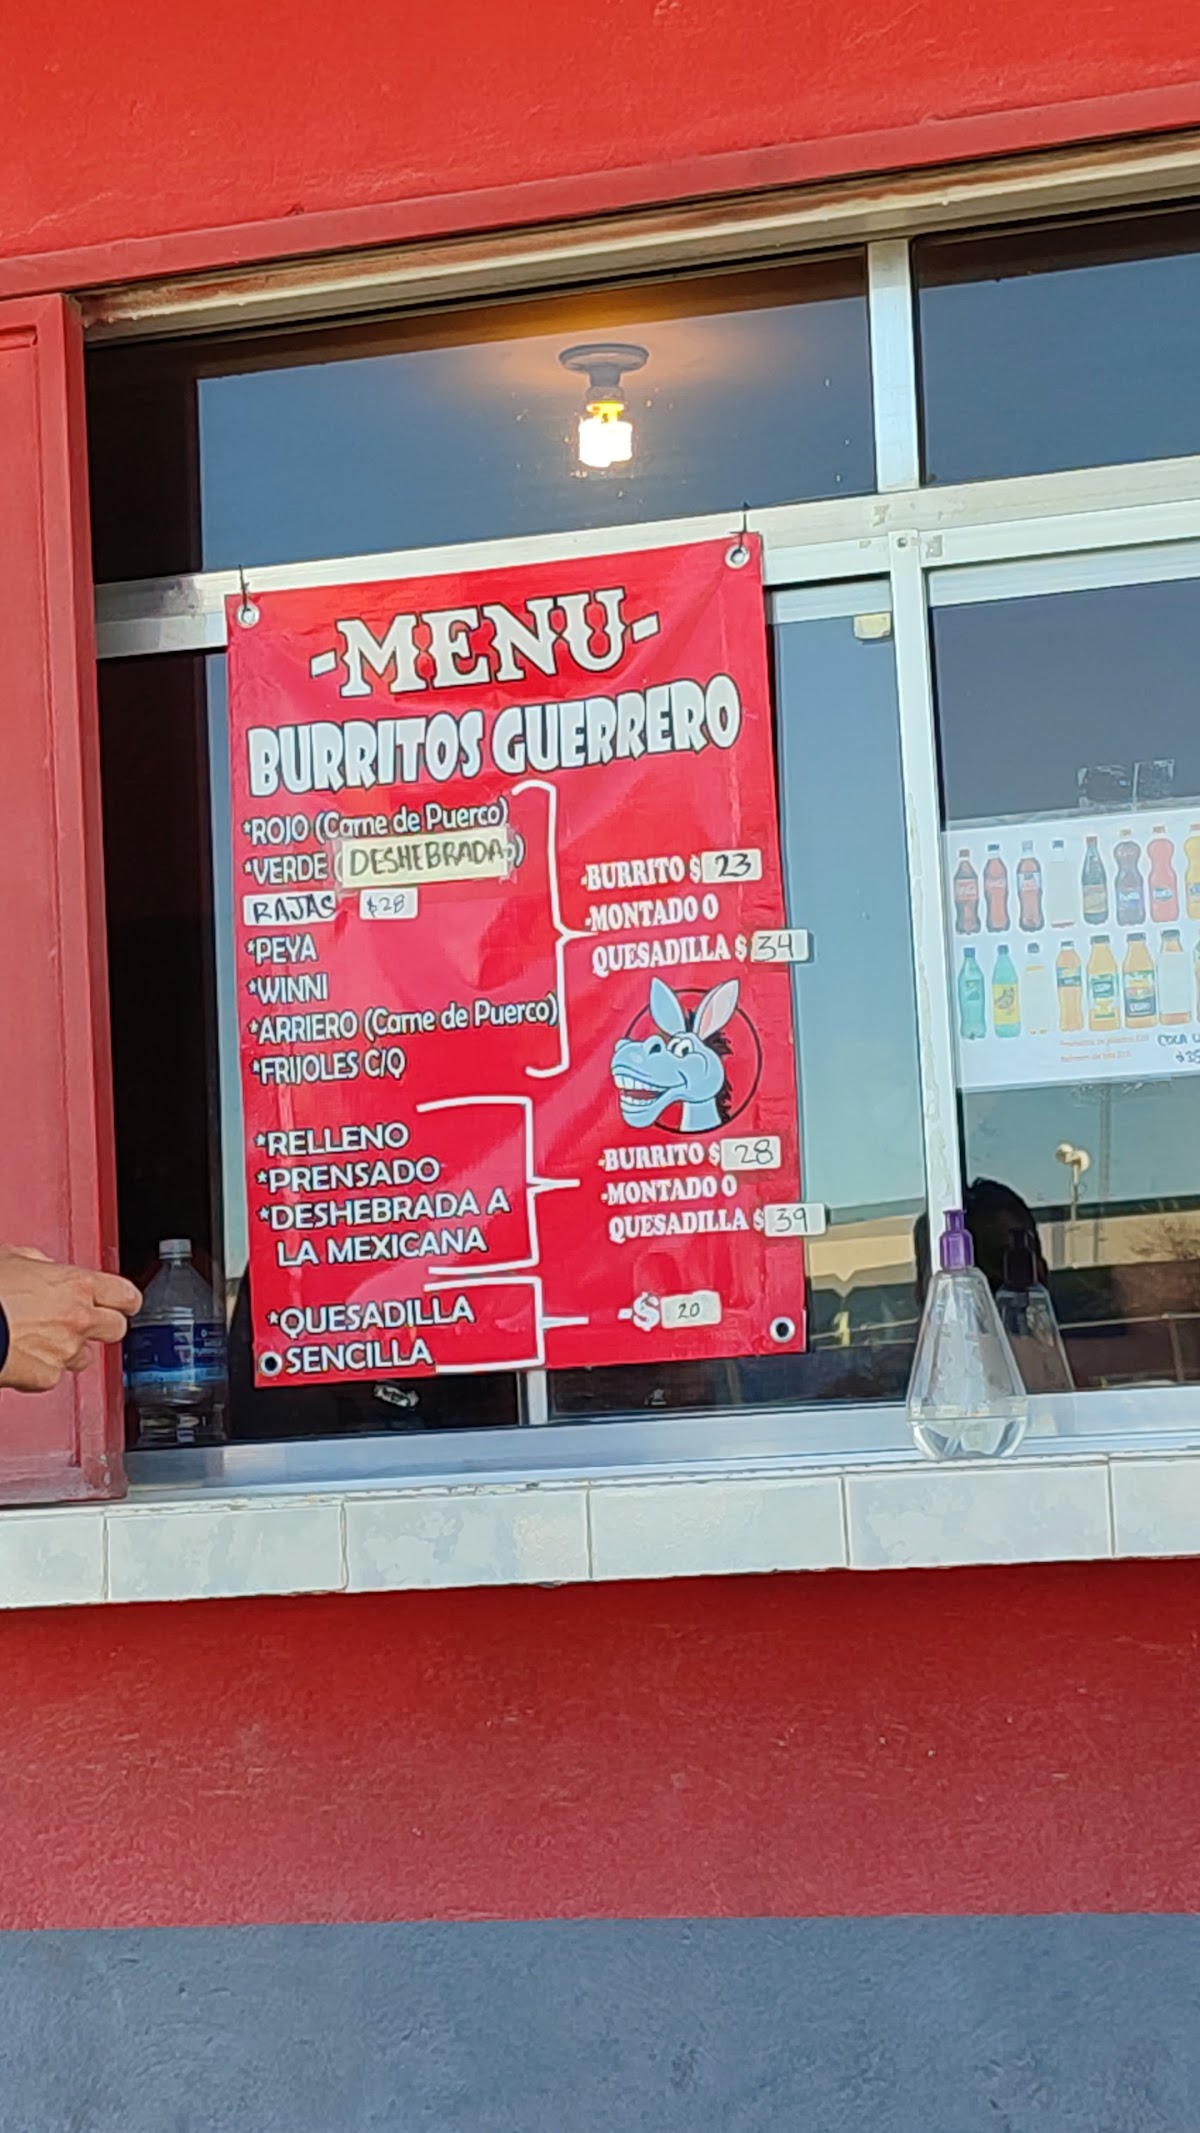 -MENU-
BURRITOS GUERRERO
*ROJO (Carne de Puerco)
*VERDE (DESHEBRADA)
RAJAS $28
*PEYA
*WINNI
*ARRIERO (Carne de Puerco)
*FRIJOLES C/Q
-BURRITO $ 23
-MONTADO O
QUESADILLA $ 34
*RELLENO
*PRENSADO
*DESHEBRADA A
LA MEXICANA
-BURRITO $ 28
-MONTADO O
QUESADILLA $ 39
*QUESADILLA
SENCILLA
-$ 20
COCA